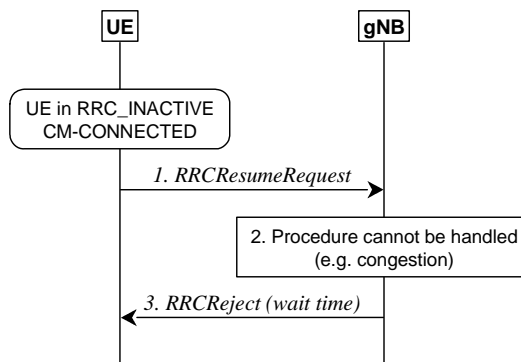 UE
gNB
UE in RRC_INACTIVE
CM-CONNECTED
1. RRCResumeRequest
2. Procedure cannot be handled
(e.g. congestion)
3. RRCReject (wait time)